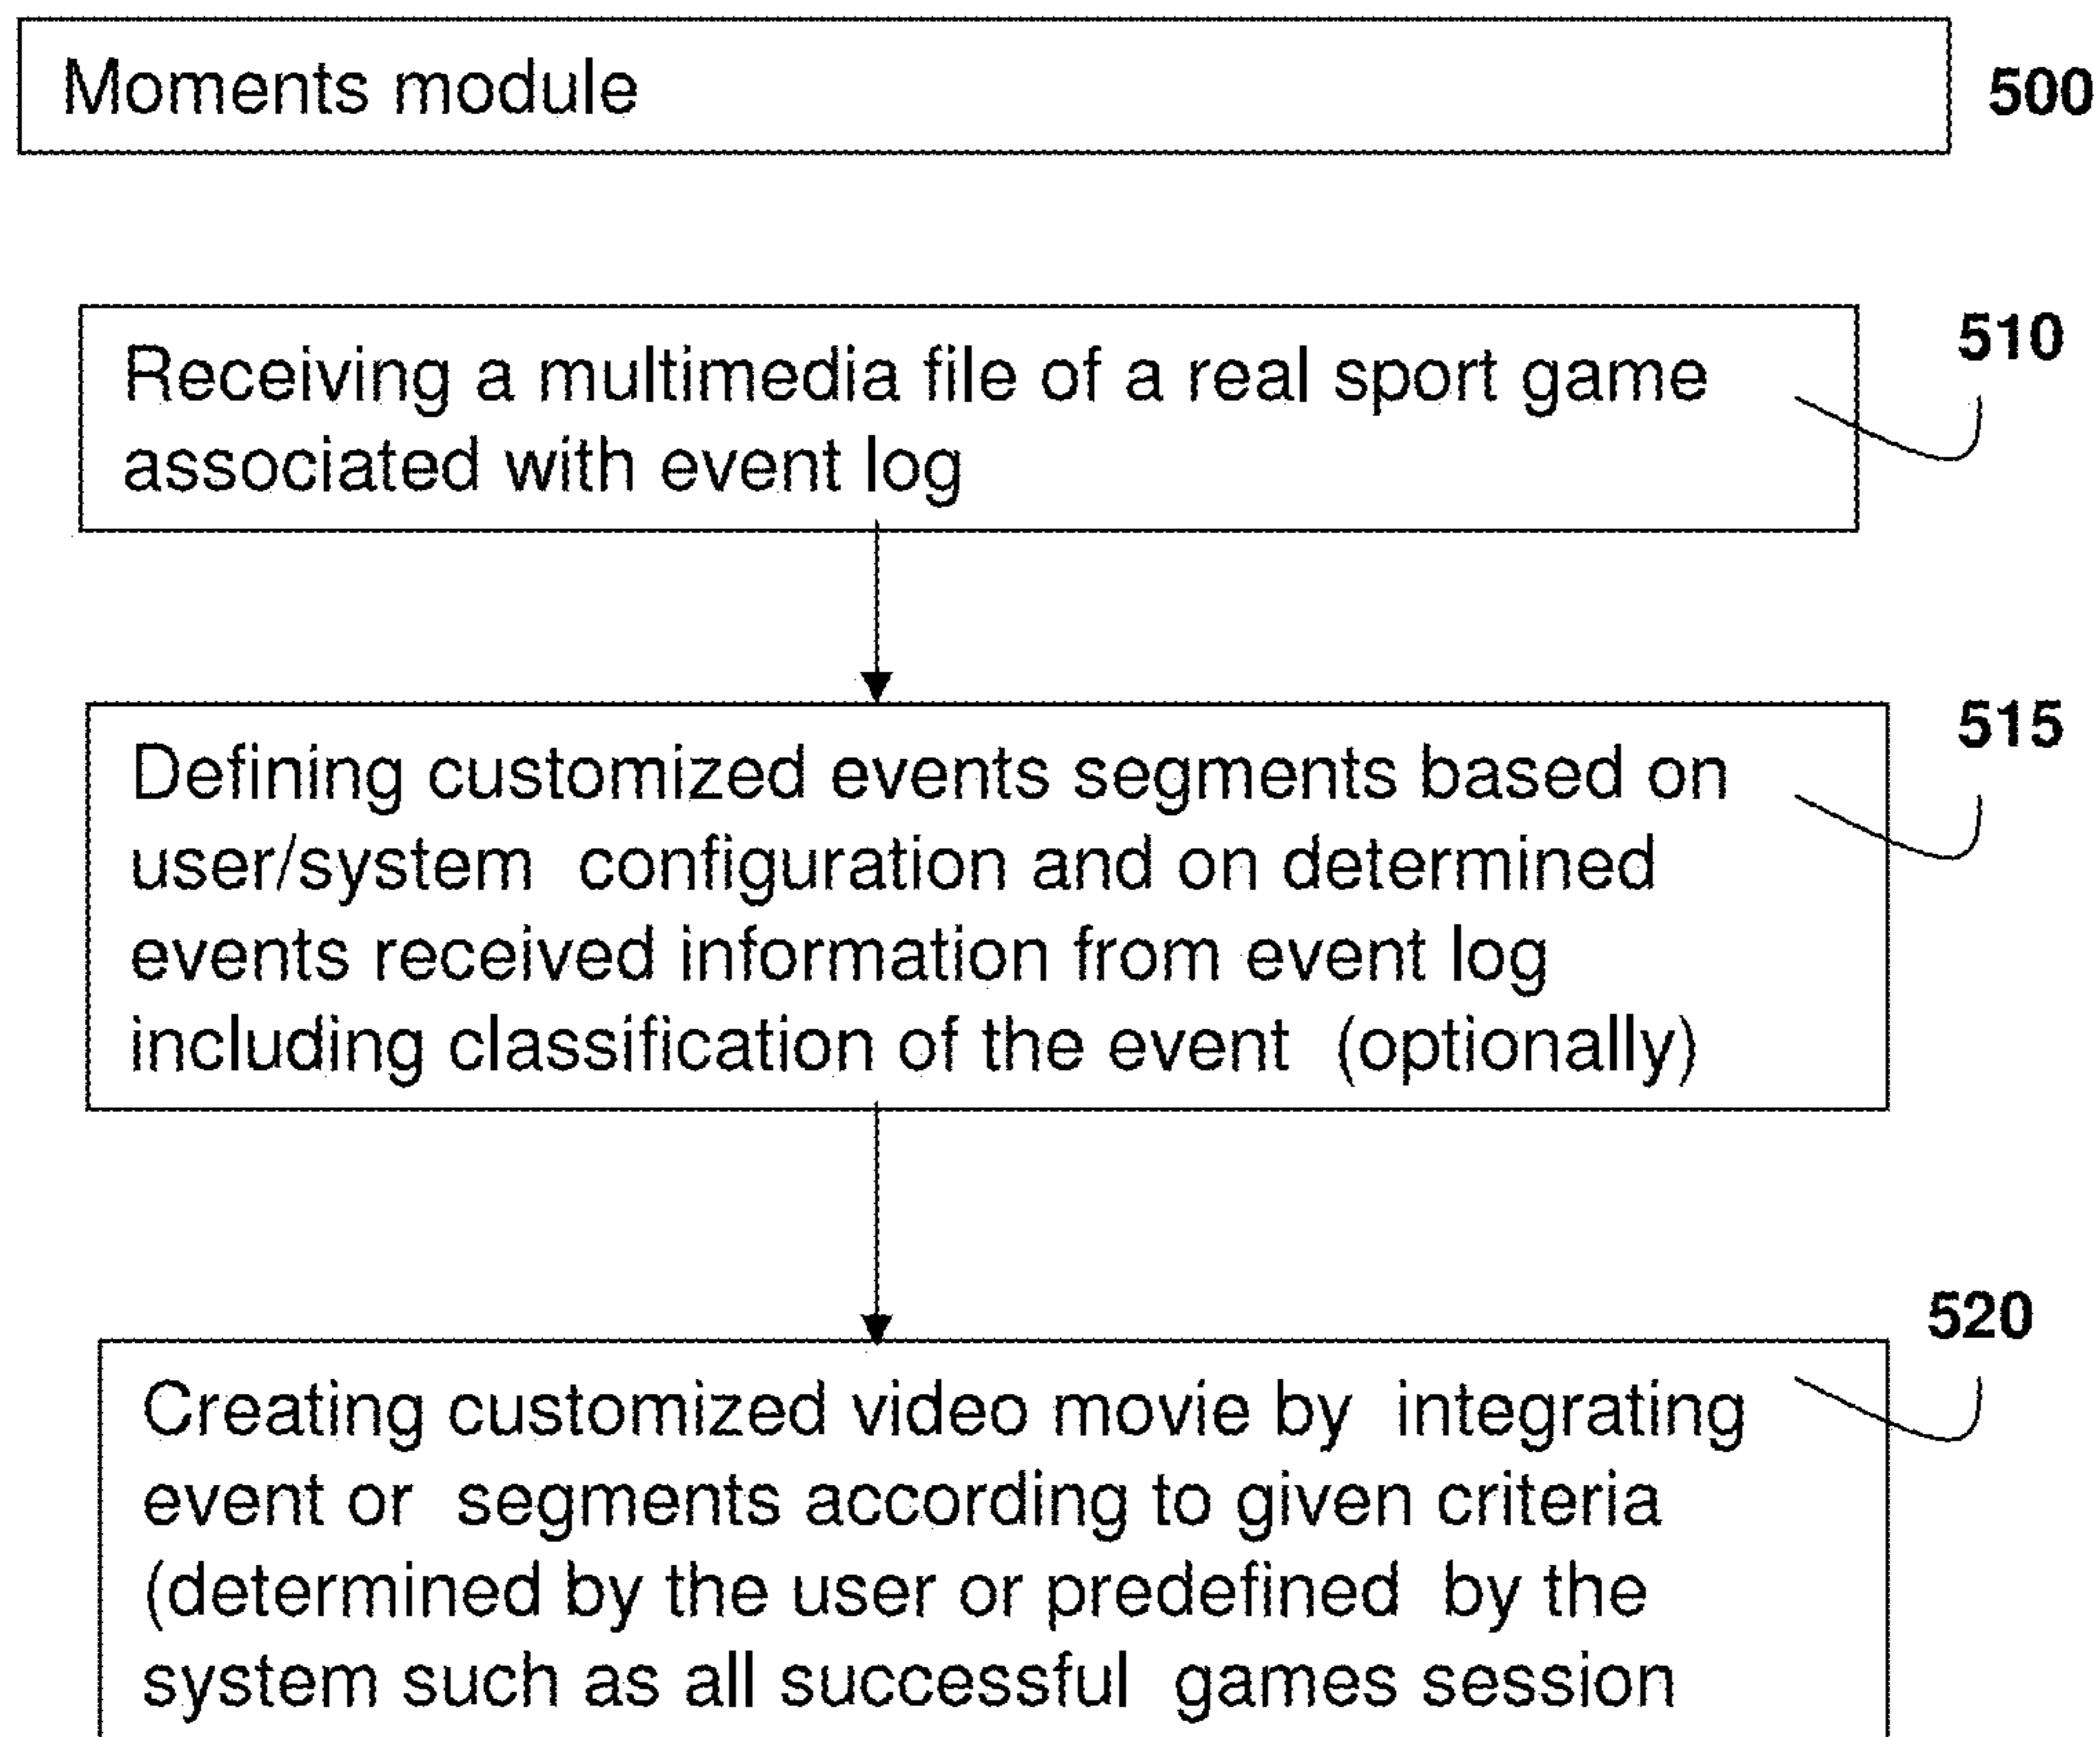 Moments module
500
510
Receiving a multimedia file of a real sport game
associated with event log
515
Defining customized events segments based on
user/system configuration and on determined
events received information from event log
including classification of the event (optionally)
520
Creating customized video movie by integrating
event or segments according to given criteria
(determined by the user or predefined by the
system such as all successful games session